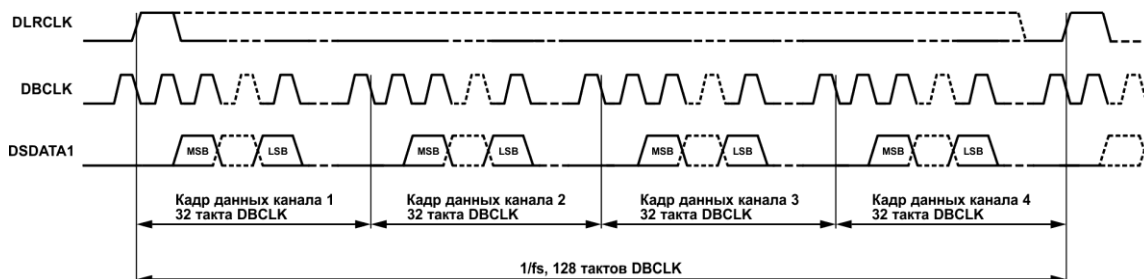 DLRCLK
DBCLK
DSDATA1
MSB LSB MSB LSB MSB LSB MSB LSB
Кадр данных канала 1
32 такта DBCLK
Кадр данных канала 2
32 такта DBCLK
Кадр данных канала 3
32 такта DBCLK
Кадр данных канала 4
32 такта DBCLK
1/fs, 128 тактов DBCLK